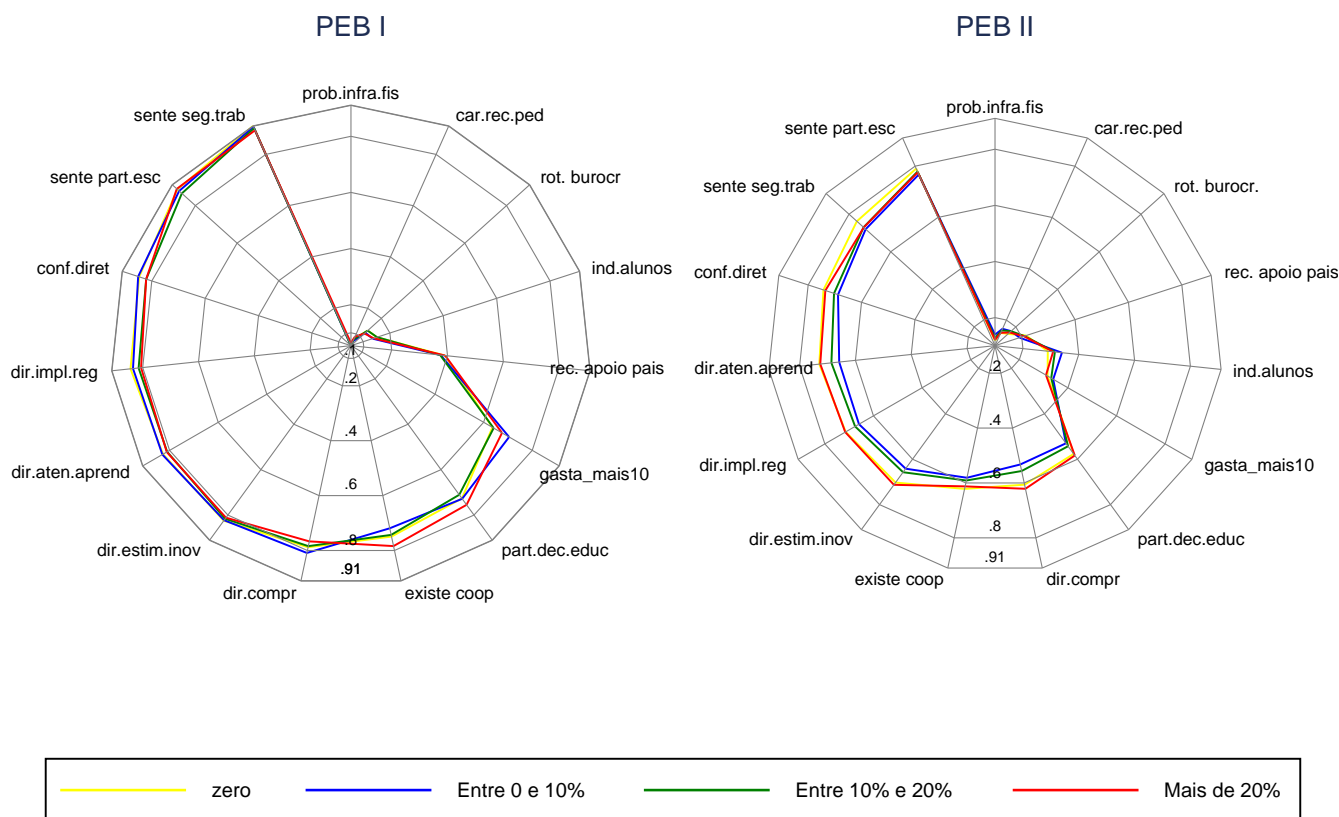 PEB I
prob.infra.fis
car.rec.ped
rot. burocr
ind.alunos
rec. apoio pais
gasta_mais10
part.dec.educ
existe coop
dir.compr
dir.estim.inov
dir.aten.aprend
dir.impl.reg
conf.diret
sente part.esc
sente seg.trab
.1
.2
.4
.6
.8
.91
PEB II
prob.infra.fis
car.rec.ped
rot. burocr.
rec. apoio pais
ind.alunos
gasta_mais10
part.dec.educ
dir.compr
existe coop
dir.estim.inov
dir.impl.reg
dir.aten.aprend
conf.diret
sente seg.trab
sente part.esc
.2
.4
.6
.8
.91
zero
Entre 0 e 10%
Entre 10% e 20%
Mais de 20%